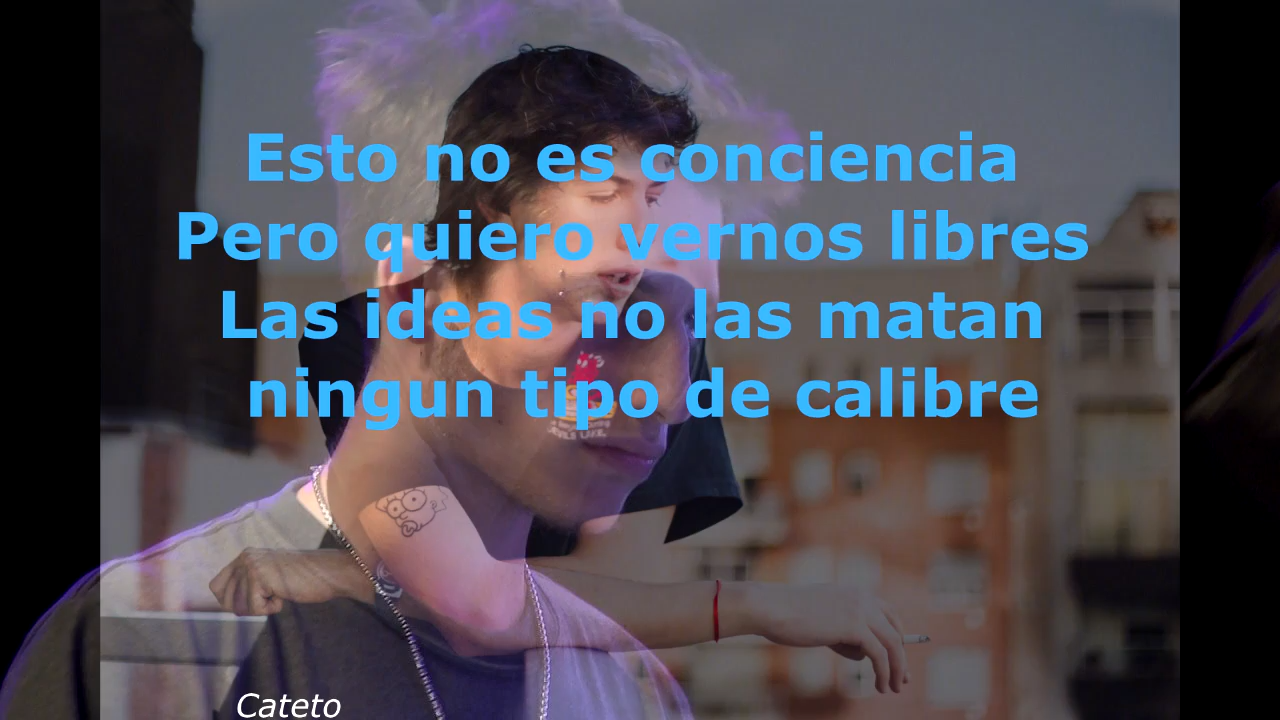 Esto no es conciencia
Pero quiero vernos libres
Las ideas no las matan
ningun tipo de calibre
Cateto